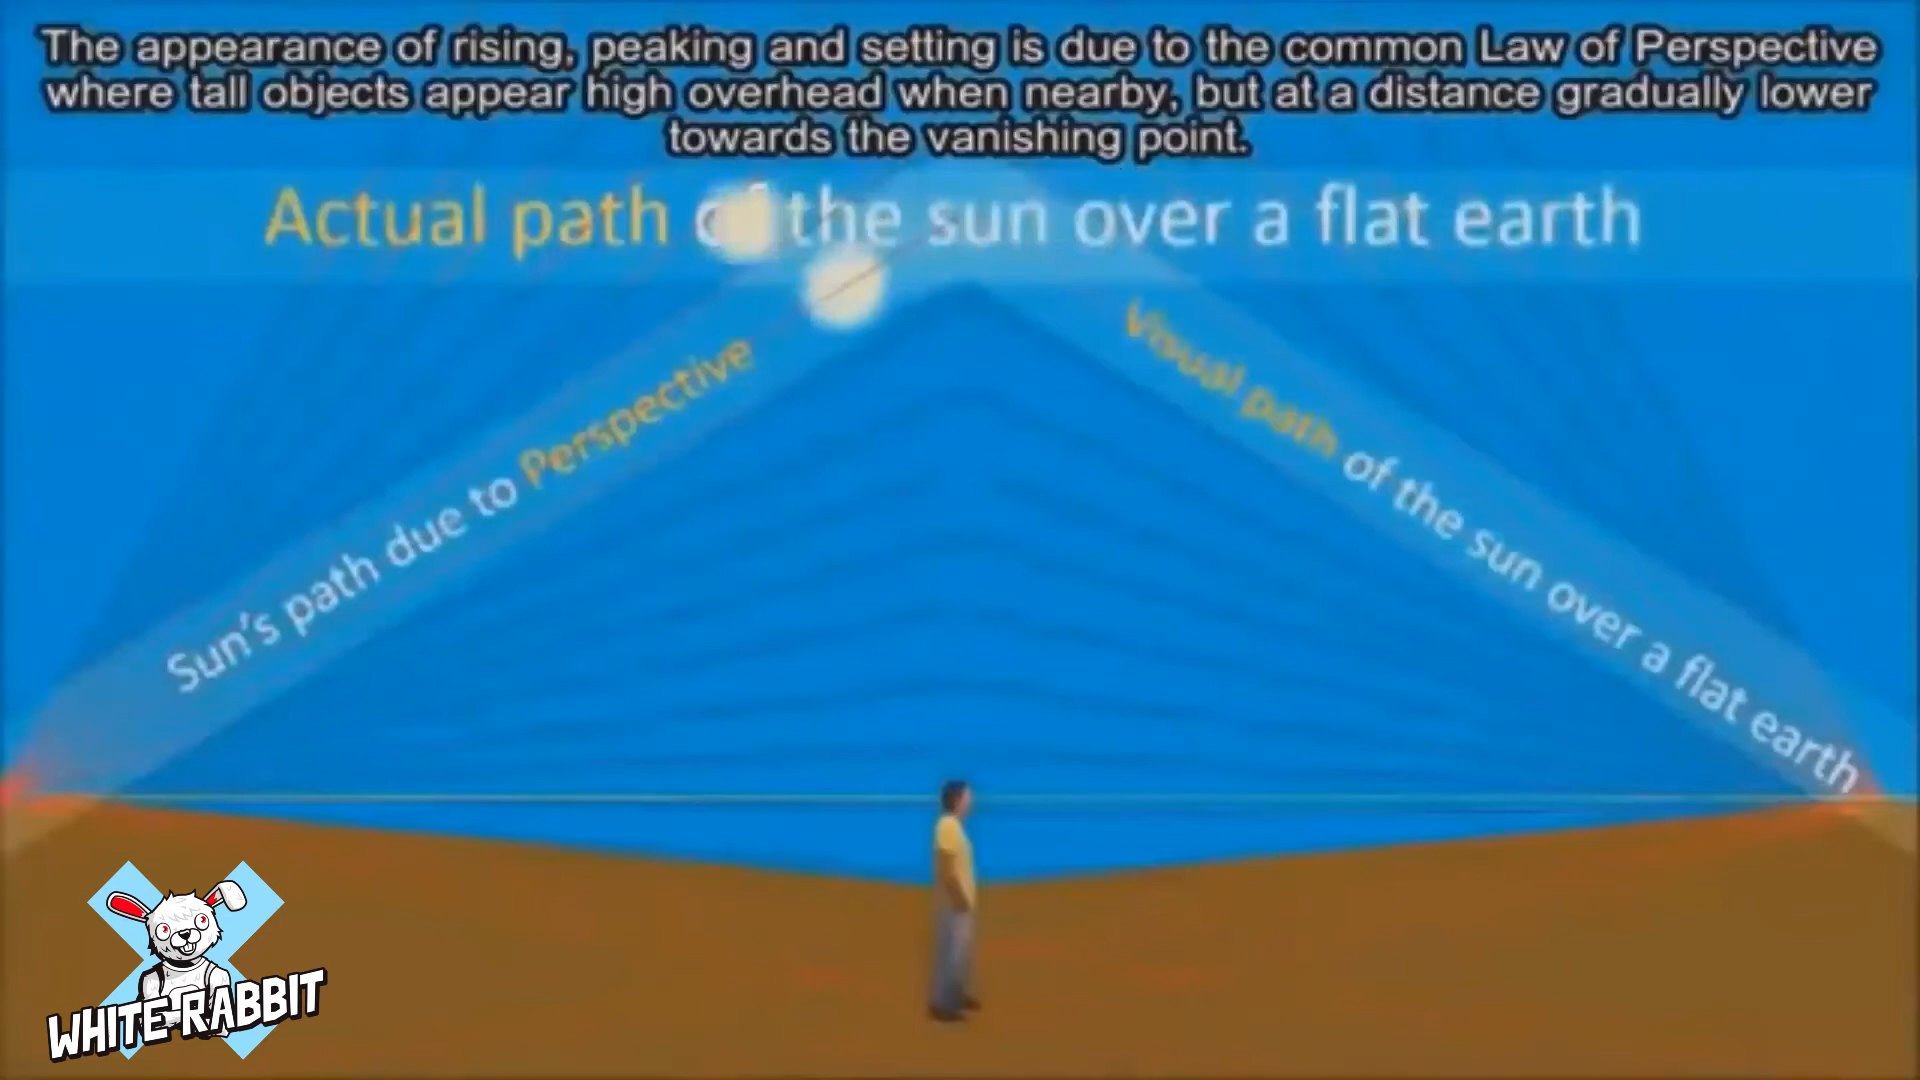 The appearance of rising, peaking and setting is due to the common Law of Perspective
where tall objects appear high overhead when nearby, but at a distance gradually lower
towards the vanishing point.
Actual path of the sun over a flat earth
Sun's path due to Perspective
Visual path of the sun over a flat earth
WHITE RABBIT